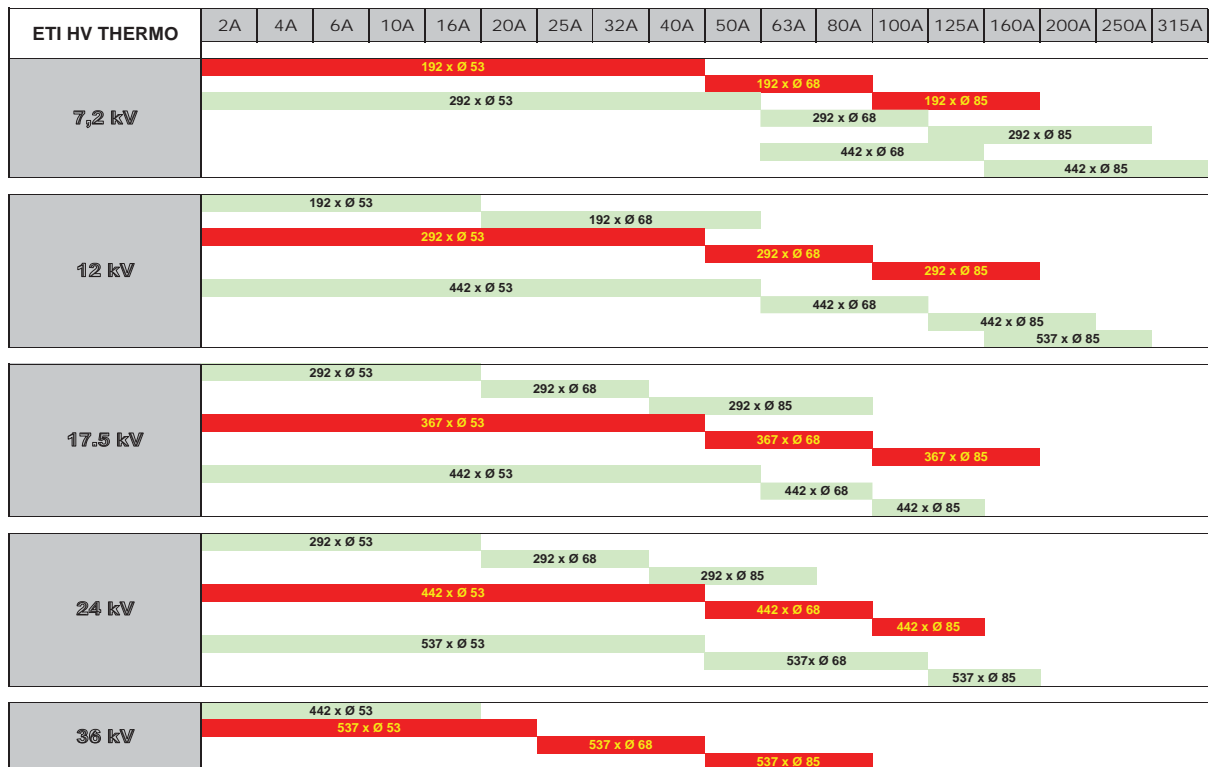 ETI HV THERMO 2A 4A 6A 10A 16A 20A 25A 32A 40A 50A 63A 80A 100A 125A 160A 200A 250A 315A
7,2 kV
192 x Ø 53
192 x Ø 68
292 x Ø 53 192 x Ø 85
292 x Ø 68
292 x Ø 85
442 x Ø 68
442 x Ø 85
12 kV
192 x Ø 53
192 x Ø 68
292 x Ø 53
292 x Ø 68
292 x Ø 85
442 x Ø 53
442 x Ø 68
442 x Ø 85
537 x Ø 85
17.5 kV
292 x Ø 53
292 x Ø 68
292 x Ø 85
367 x Ø 53
367 x Ø 68
367 x Ø 85
442 x Ø 53
442 x Ø 68
442 x Ø 85
24 kV
292 x Ø 53
292 x Ø 68
292 x Ø 85
442 x Ø 53
442 x Ø 68
442 x Ø 85
537 x Ø 53
537x Ø 68
537 x Ø 85
36 kV
442 x Ø 53
537 x Ø 53
537 x Ø 68
537 x Ø 85